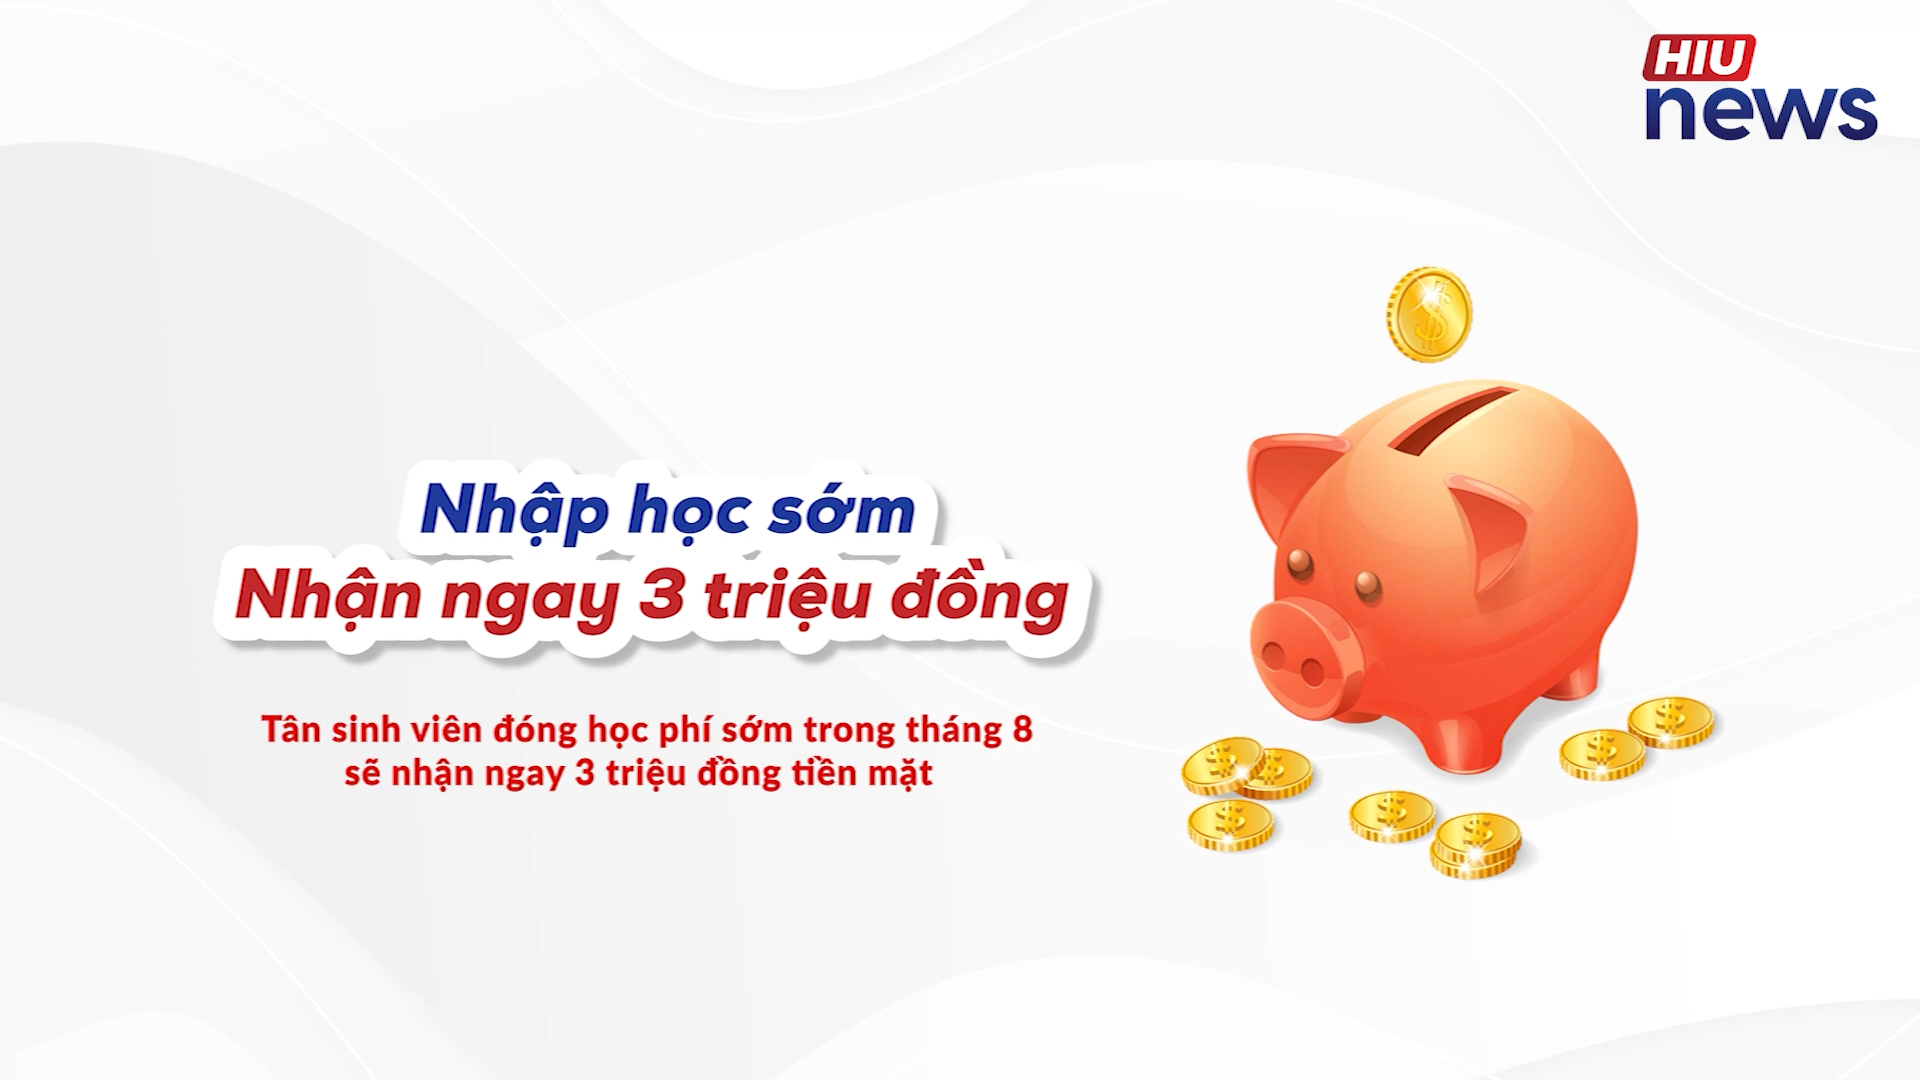 HIU
news
Nhập học sớm
Nhận ngay 3 triệu đồng
Tân sinh viên đóng học phí sớm trong tháng 8
sẽ nhận ngay 3 triệu đồng tiền mặt